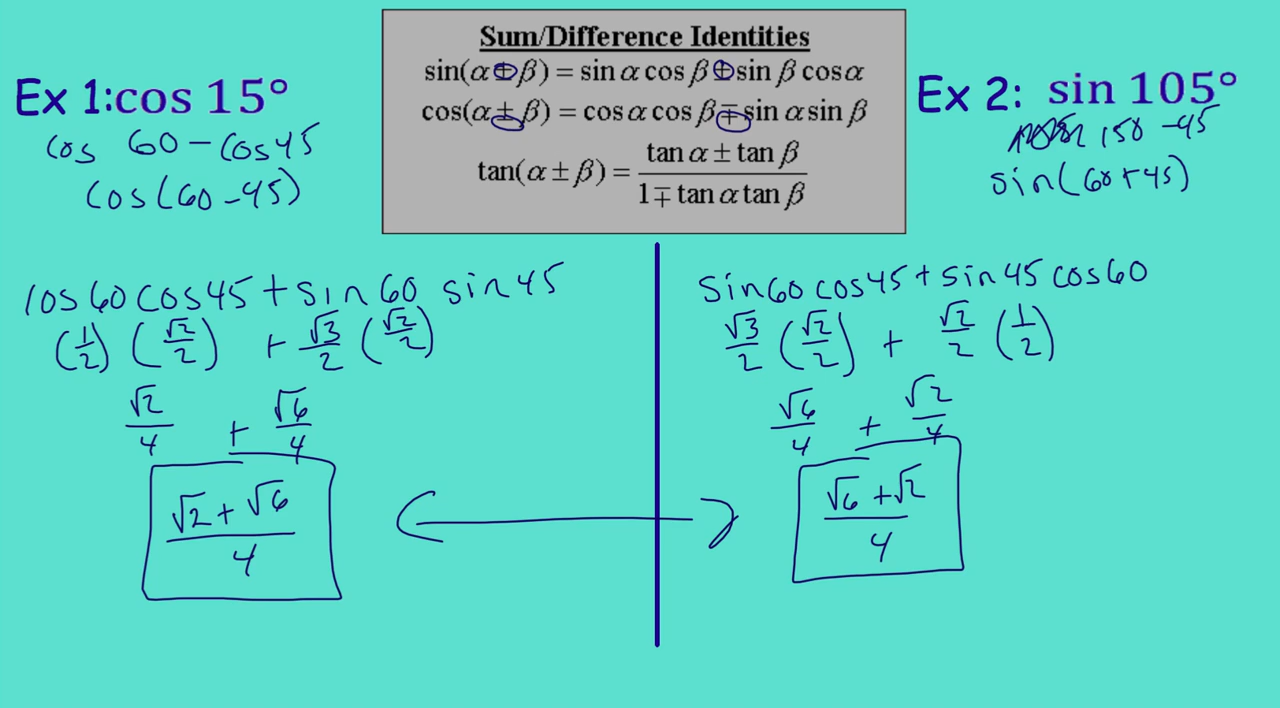 Sum/Difference Identities
sin(α±β) = sin α cos β ± sin β cos α
cos(α±β) = cos α cos β ∓ sin α sin β
tan(α±β) = (tan α ± tan β)/(1 ∓ tan α tan β)
Ex 1: cos 15°
cos 60 - cos 45
cos(60 - 45)
cos 60 cos 45 + sin 60 sin 45
(1/2) (√2/2) + √3/2 (√2/2)
√2/4 + √6/4
(√2 + √6)/4
Ex 2: sin 105°
150 - 45
sin(60 + 45)
sin 60 cos 45 + sin 45 cos 60
√3/2 (√2/2) + √2/2 (1/2)
√6/4 + √2/4
(√6 + √2)/4